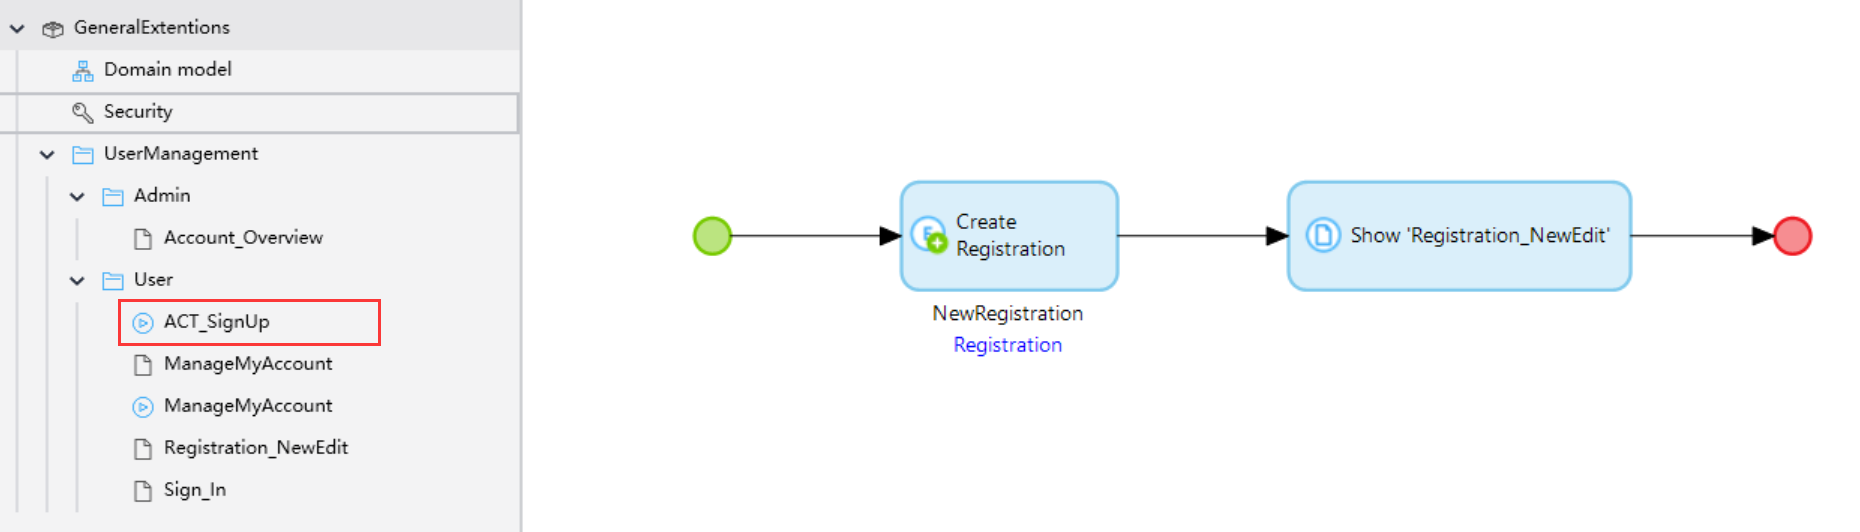 GeneralExtentions
Domain model
Security
UserManagement
Admin
Account_Overview
User
ACT_SignUp
ManageMyAccount
ManageMyAccount
Registration_NewEdit
Sign_In
Create
Registration
NewRegistration
Registration
Show 'Registration_NewEdit'